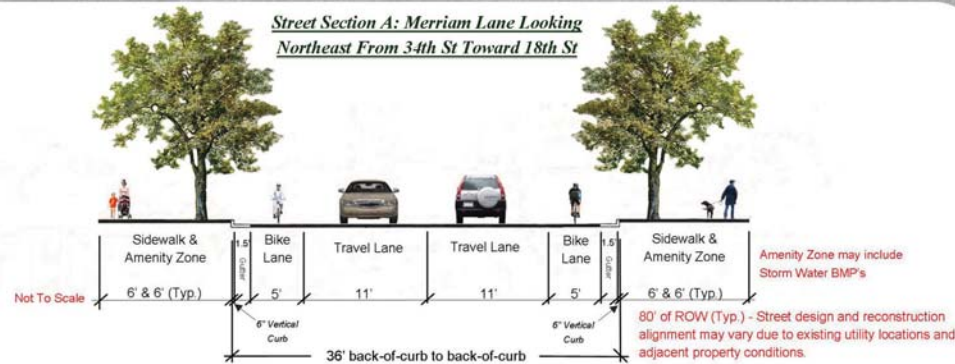 Street Section A: Merriam Lane Looking
Northeast From 34th St Toward 18th St
Sidewalk &
Amenity Zone
6' & 6' (Typ.)
1.5'
Gutter
Bike
Lane
5'
Travel Lane
11'
Travel Lane
11'
Bike
Lane
5'
1.5'
Gutter
Sidewalk &
Amenity Zone
6' & 6' (Typ.)
Amenity Zone may include
Storm Water BMP's
Not To Scale
6" Vertical
Curb
6" Vertical
Curb
36' back-of-curb to back-of-curb
80' of ROW (Typ.) - Street design and reconstruction
alignment may vary due to existing utility locations and
adjacent property conditions.